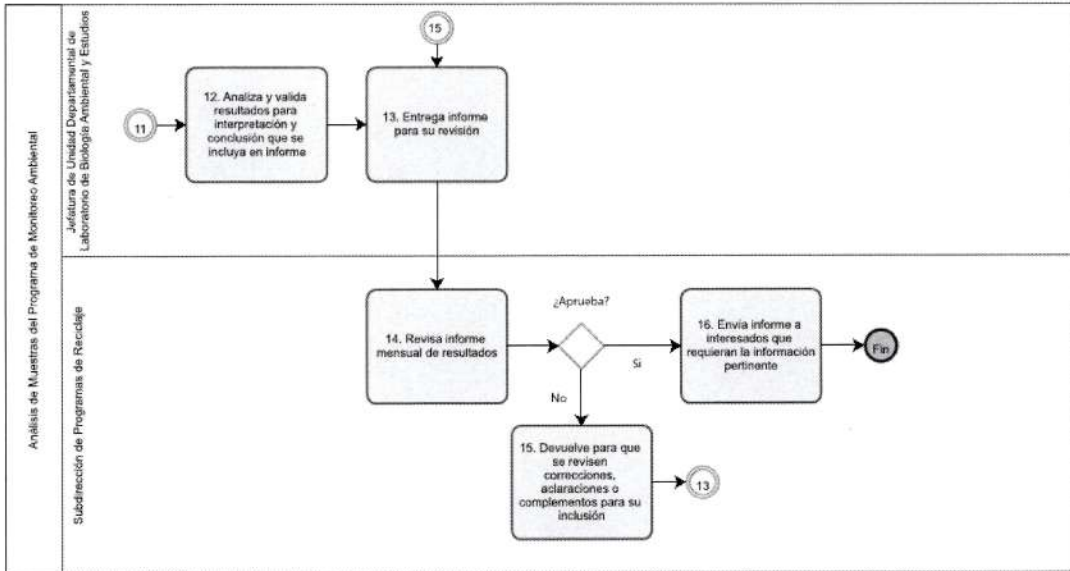 Análisis de Muestras del Programa de Monitoreo Ambiental
Jefatura de Unidad Departamental de
Laboratorio de Biología Ambiental y Estudios
15
11
12. Analiza y valida
resultados para
interpretación y
conclusión que se
incluya en informe
13. Entrega informe
para su revisión
Subdirección de Programas de Reciclaje
14. Revisa informe
mensual de resultados
¿Aprueba?
Si
No
16. Envía informe a
interesados que
requieran la información
pertinente
Fin
15. Devuelve para que
se revisen
correcciones,
aclaraciones o
complementos para su
inclusión
13